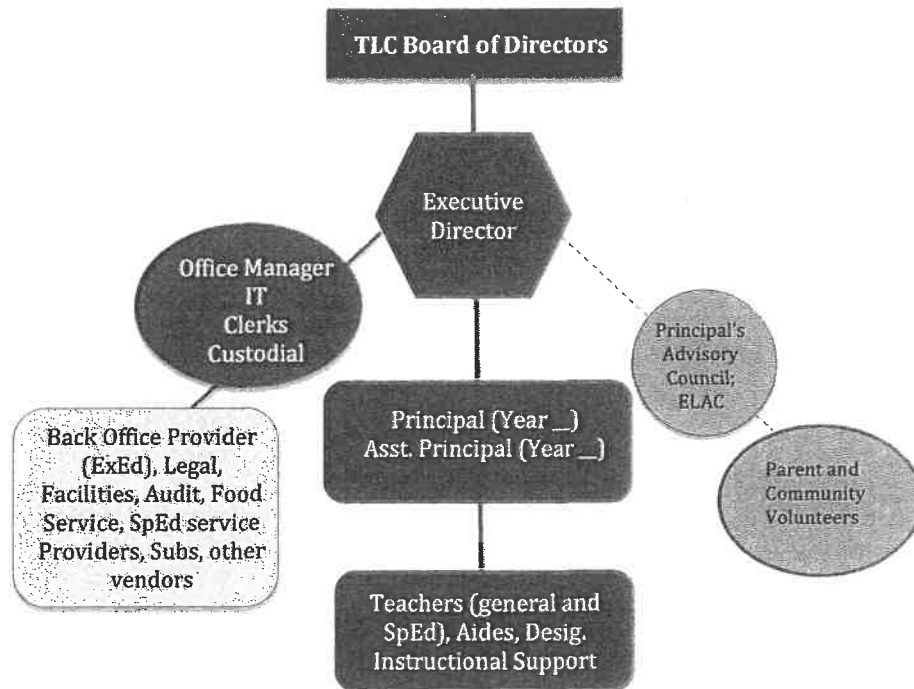 TLC Board of Directors
Executive
Director
Office Manager
IT
Clerks
Custodial
Principal's
Advisory
Council;
ELAC
Principal (Year __)
Asst. Principal (Year __)
Back Office Provider
(ExEd), Legal,
Facilities, Audit, Food
Service, SpEd service
Providers, Subs, other
vendors
Parent and
Community
Volunteers
Teachers (general and
SpEd), Aides, Desig.
Instructional Support